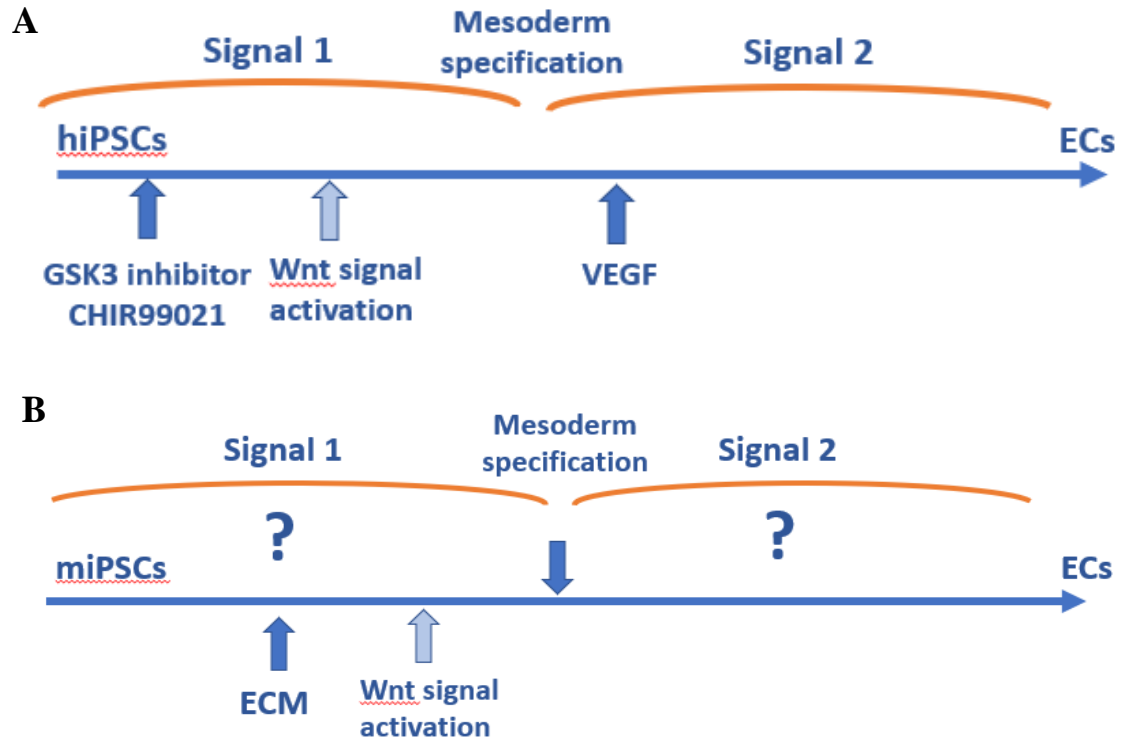 A
Signal 1
Mesoderm
specification
Signal 2
hiPSCs
ECs
GSK3 inhibitor
CHIR99021
Wnt signal
activation
VEGF
B
Signal 1
Mesoderm
specification
Signal 2
?
?
miPSCs
ECs
ECM
Wnt signal
activation